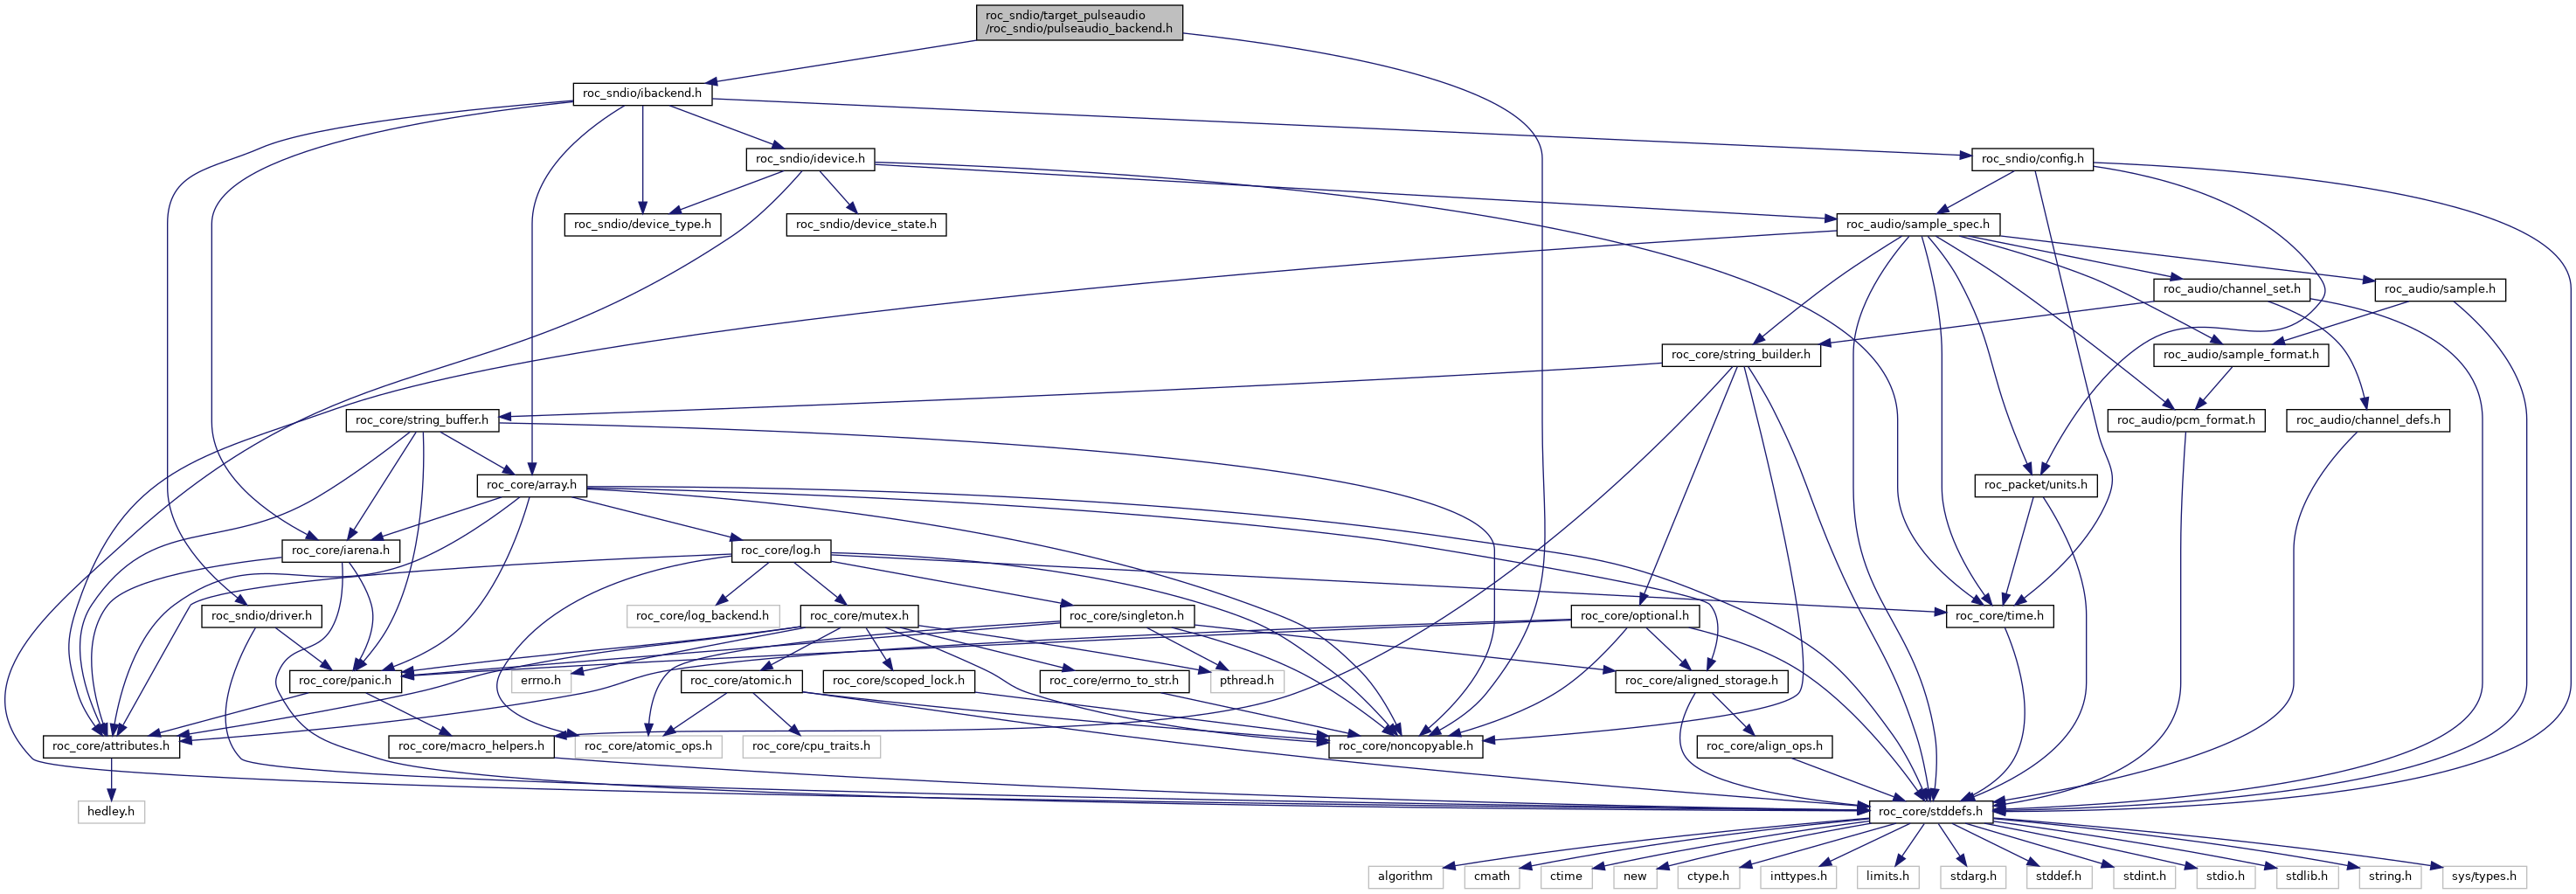 roc_sndio/target_pulseaudio
/roc_sndio/pulseaudio_backend.h
roc_sndio/ibackend.h
roc_sndio/idevice.h
roc_sndio/config.h
roc_sndio/device_type.h
roc_sndio/device_state.h
roc_audio/sample_spec.h
roc_audio/channel_set.h
roc_audio/sample.h
roc_core/string_builder.h
roc_audio/sample_format.h
roc_core/string_buffer.h
roc_audio/pcm_format.h
roc_audio/channel_defs.h
roc_core/array.h
roc_packet/units.h
roc_core/iarena.h
roc_core/log.h
roc_sndio/driver.h
roc_core/log_backend.h
roc_core/mutex.h
roc_core/singleton.h
roc_core/optional.h
roc_core/time.h
roc_core/panic.h
errno.h
roc_core/atomic.h
roc_core/scoped_lock.h
roc_core/errno_to_str.h
pthread.h
roc_core/aligned_storage.h
roc_core/attributes.h
roc_core/macro_helpers.h
roc_core/atomic_ops.h
roc_core/cpu_traits.h
roc_core/noncopyable.h
roc_core/align_ops.h
hedley.h
roc_core/stddefs.h
algorithm
cmath
ctime
new
ctype.h
inttypes.h
limits.h
stdarg.h
stddef.h
stdint.h
stdio.h
stdlib.h
string.h
sys/types.h